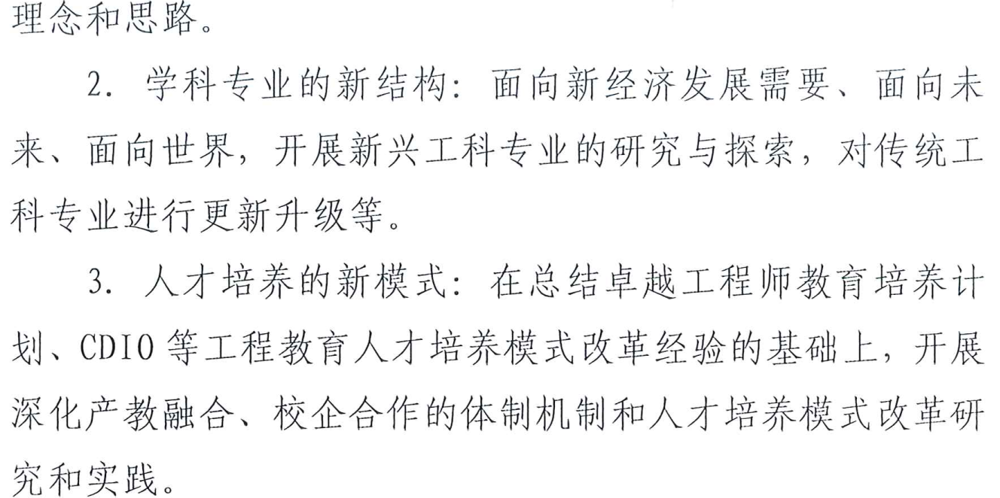 理念和思路。
2. 学科专业的新结构：面向新经济发展需要、面向未
来、面向世界，开展新兴工科专业的研究与探索，对传统工
科专业进行更新升级等。
3. 人才培养的新模式：在总结卓越工程师教育培养计
划、CDIO 等工程教育人才培养模式改革经验的基础上，开展
深化产教融合、校企合作的体制机制和人才培养模式改革研
究和实践。